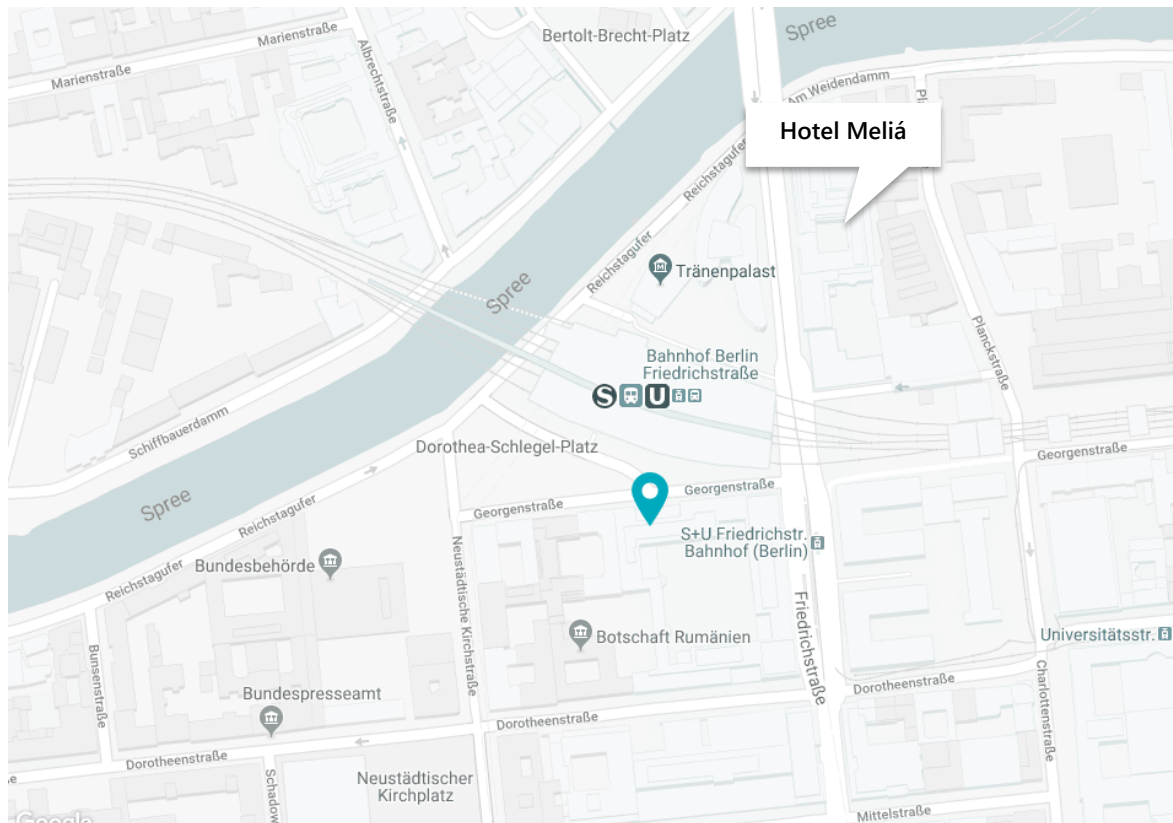 Bertolt-Brecht-Platz
Spree
Marienstraße
Marienstraße
Albrechtstraße
Am Weidendamm
Hotel Meliá
Reichstagufer
Reichstagufer
Tränenpalast
Spree
Planckstraße
Bahnhof Berlin
Friedrichstraße
S
U
Schiffbauerdamm
Dorothea-Schlegel-Platz
Georgenstraße
Georgenstraße
Georgenstraße
Spree
Reichstagufer
S+U Friedrichstr.
Bahnhof (Berlin)
Bundesbehörde
Reichstagufer
Neustädtische Kirchstraße
Friedrichstraße
Botschaft Rumänien
Universitätsstr.
Bunsenstraße
Charlottenstraße
Dorotheenstraße
Bundespresseamt
Dorotheenstraße
Dorotheenstraße
Schadow
Neustädtischer
Kirchplatz
Mittelstraße
Google